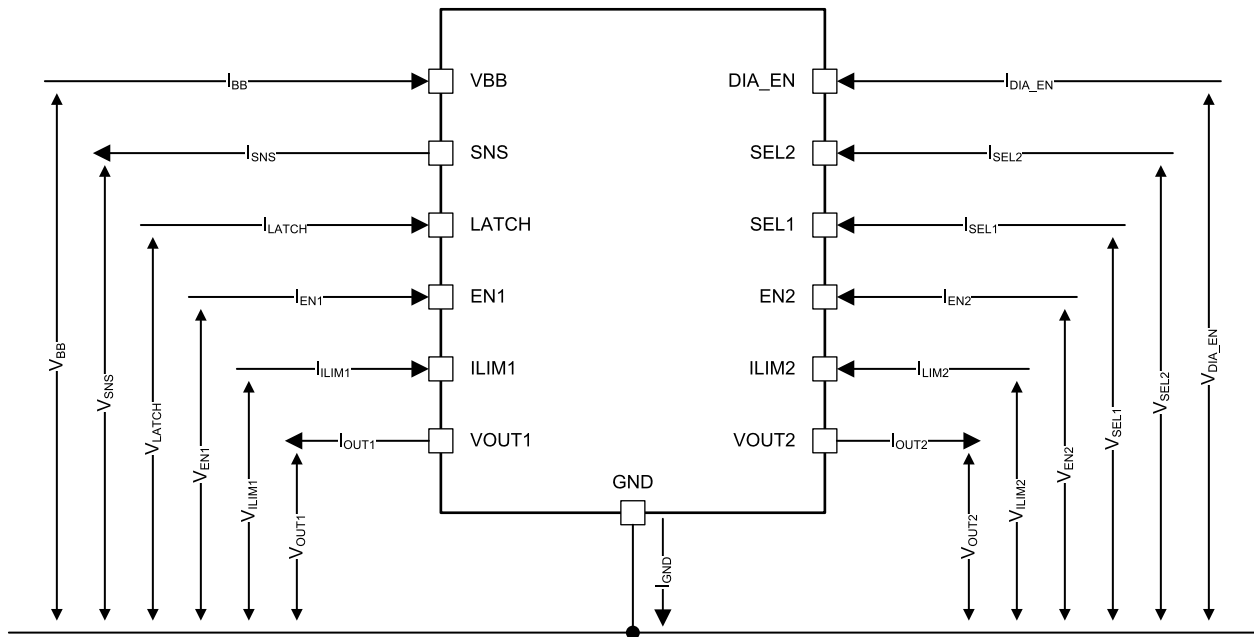 I_BB VBB DIA_EN I_DIA_EN
I_SNS SNS SEL2 I_SEL2
I_LATCH LATCH SEL1 I_SEL1
I_EN1 EN1 EN2 I_EN2
I_ILIM1 ILIM1 ILIM2 I_LIM2
I_OUT1 VOUT1 VOUT2 I_OUT2
GND
I_GND
V_BB
V_SNS
V_LATCH
V_EN1
V_ILIM1
V_OUT1
V_OUT2
V_ILIM2
V_EN2
V_SEL1
V_SEL2
V_DIA_EN